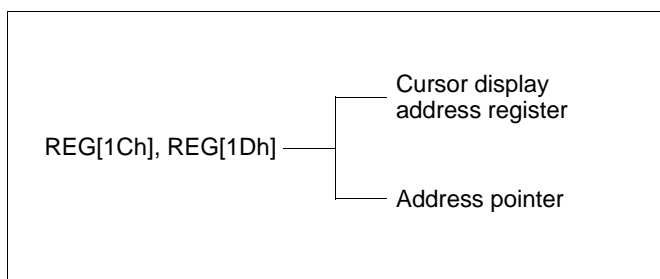 Cursor display
address register
REG[1Ch], REG[1Dh]
Address pointer